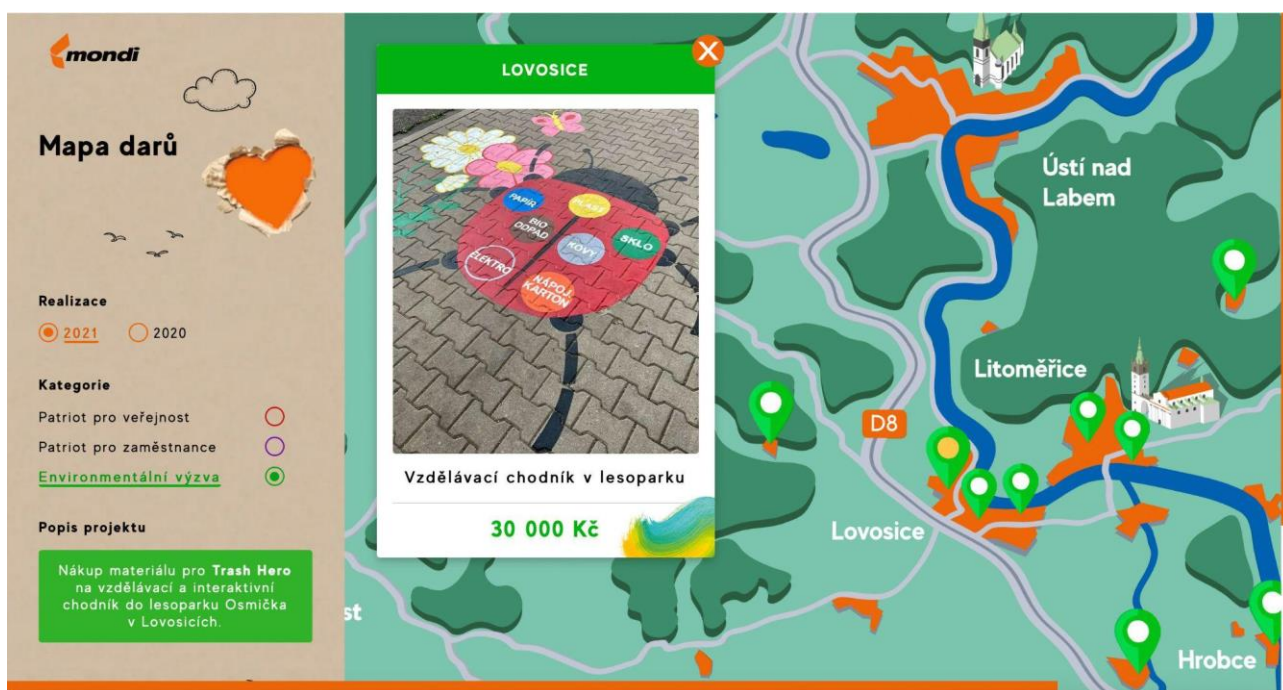 mondi
Mapa darů
Realizace
2021
2020
Kategorie
Patriot pro veřejnost
Patriot pro zaměstnance
Environmentální výzva
Popis projektu
Nákup materiálu pro Trash Hero
na vzdělávací a interaktivní
chodník do lesoparku Osmička
v Lovosicích.
LOVOSICE
X
PAPÍR
PLAST
BIO
ODPAD
KOVY
SKLO
ELEKTRO
NÁPOJ.
KARTON
Vzdělávací chodník v lesoparku
30 000 Kč
Ústí nad
Labem
Litoměřice
D8
Lovosice
st
Hrobce